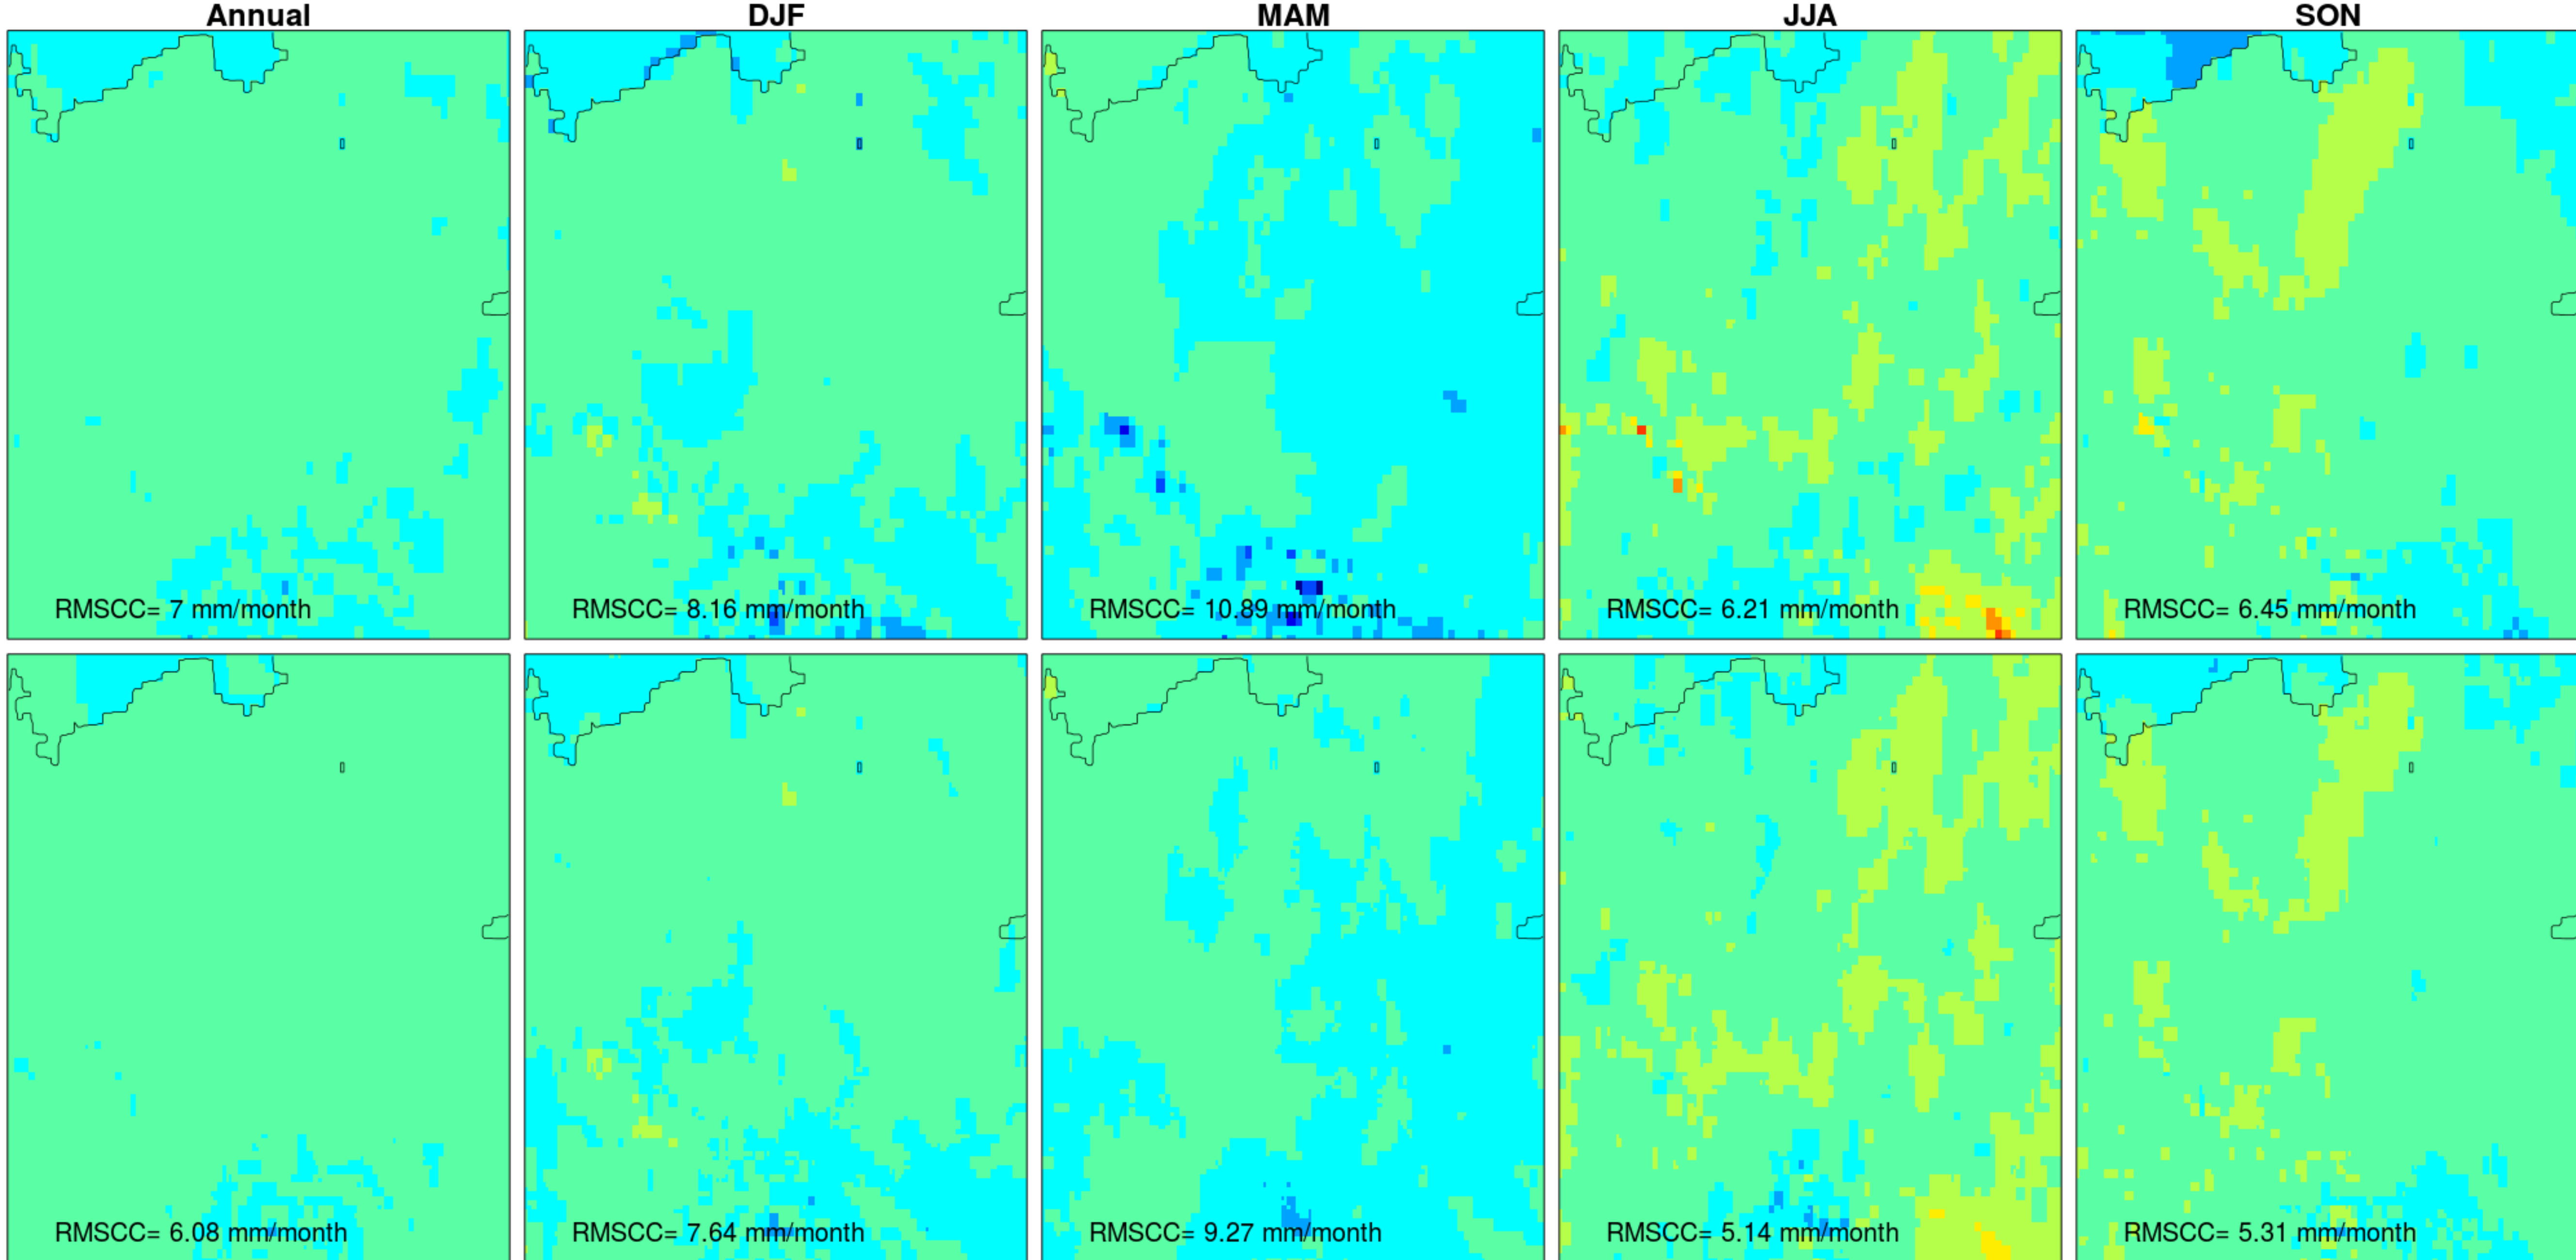 Annual DJF MAM JJA SON
RMSCC= 7 mm/month RMSCC= 8.16 mm/month RMSCC= 10.89 mm/month RMSCC= 6.21 mm/month RMSCC= 6.45 mm/month
RMSCC= 6.08 mm/month RMSCC= 7.64 mm/month RMSCC= 9.27 mm/month RMSCC= 5.14 mm/month RMSCC= 5.31 mm/month